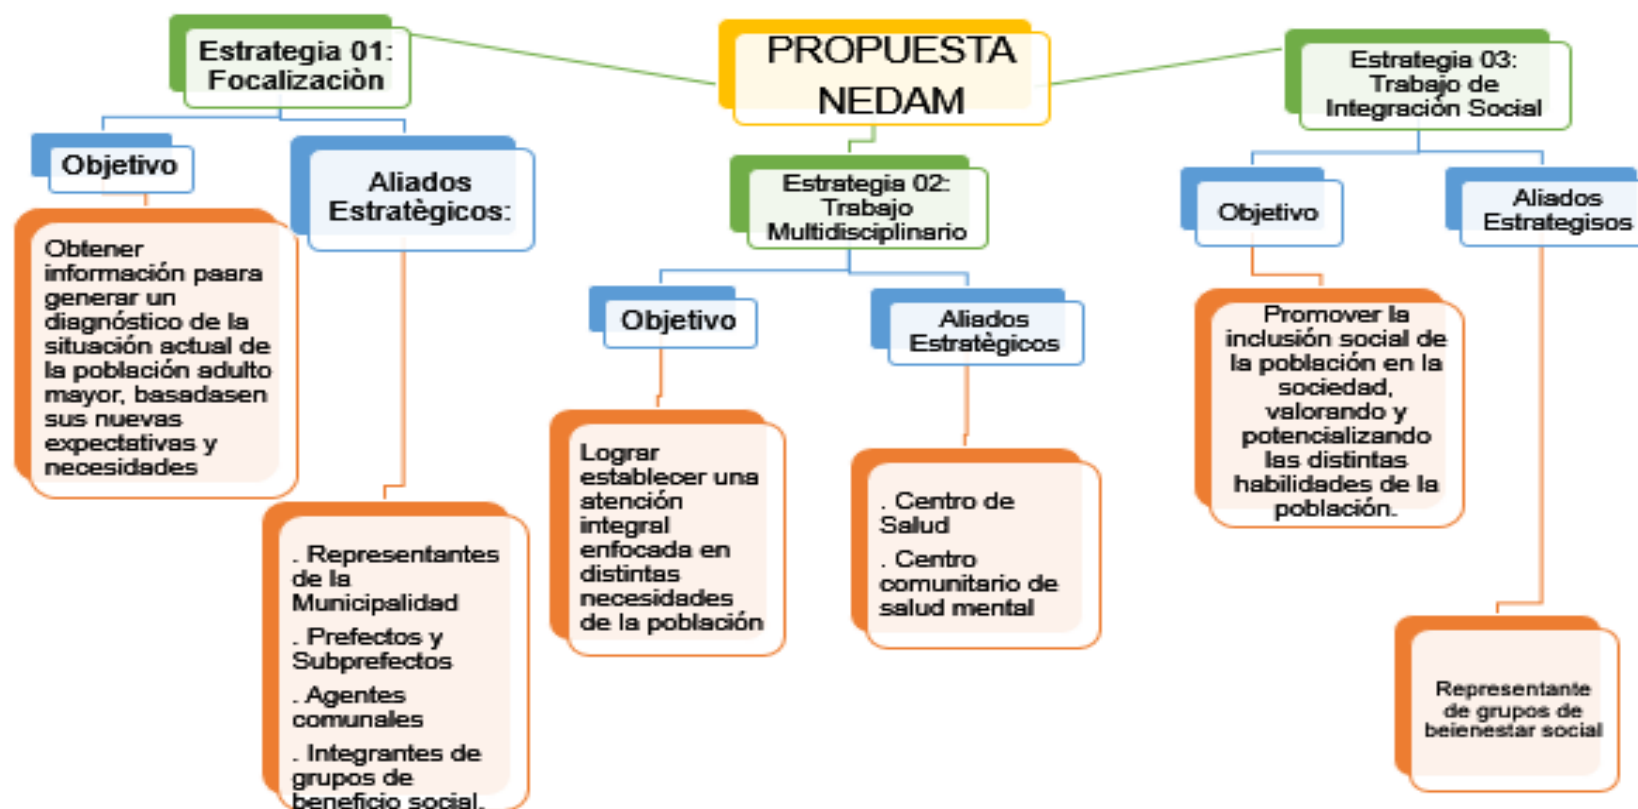 PROPUESTA
NEDAM
Estrategia 01:
Focalizaciòn
Objetivo
Obtener
información paara
generar un
diagnóstico de la
situación actual de
la población adulto
mayor, basadasen
sus nuevas
expectativas y
necesidades
Aliados
Estratègicos:
. Representantes
de la
Municipalidad
. Prefectos y
Subprefectos
. Agentes
comunales
. Integrantes de
grupos de
beneficio social.
Estrategia 02:
Trabajo
Multidisciplinario
Objetivo
Lograr
establecer una
atención
integral
enfocada en
distintas
necesidades
de la población
Aliados
Estratègicos
. Centro de
Salud
. Centro
comunitario de
salud mental
Estrategia 03:
Trabajo de
Integración Social
Objetivo
Promover la
inclusión social de
la población en la
sociedad,
valorando y
potencializando
las distintas
habilidades de la
población.
Aliados
Estrategisos
Representante
de grupos de
beienestar social